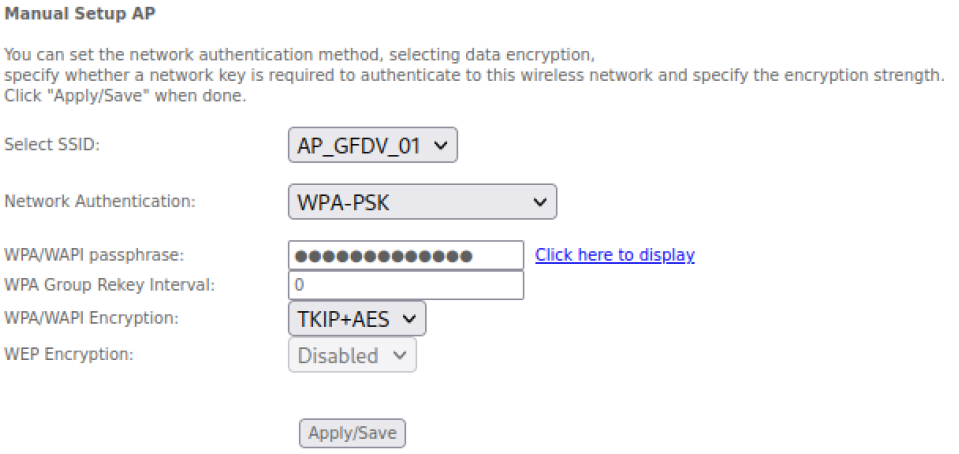 Manual Setup AP
You can set the network authentication method, selecting data encryption,
specify whether a network key is required to authenticate to this wireless network and specify the encryption strength.
Click "Apply/Save" when done.
Select SSID: AP_GFDV_01
Network Authentication: WPA-PSK
WPA/WAPI passphrase: ●●●●●●●●●●●●● Click here to display
WPA Group Rekey Interval: 0
WPA/WAPI Encryption: TKIP+AES
WEP Encryption: Disabled
Apply/Save